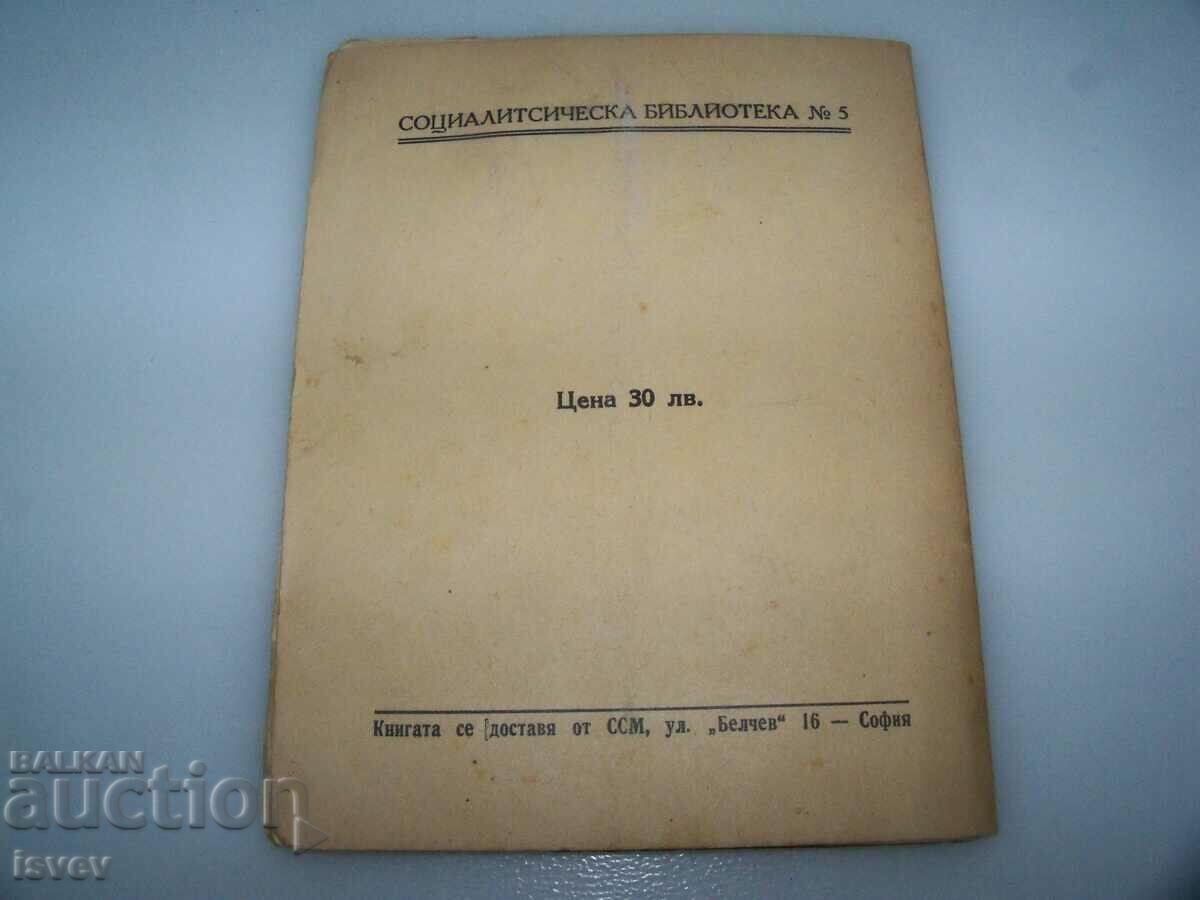 СОЦИАЛИТСИЧЕСКА БИБЛИОТЕКА № 5
Цена 30 лв.
Книгата се доставя от ССМ, ул. „Белчев“ 16 — София
BALKAN
auction
isvev